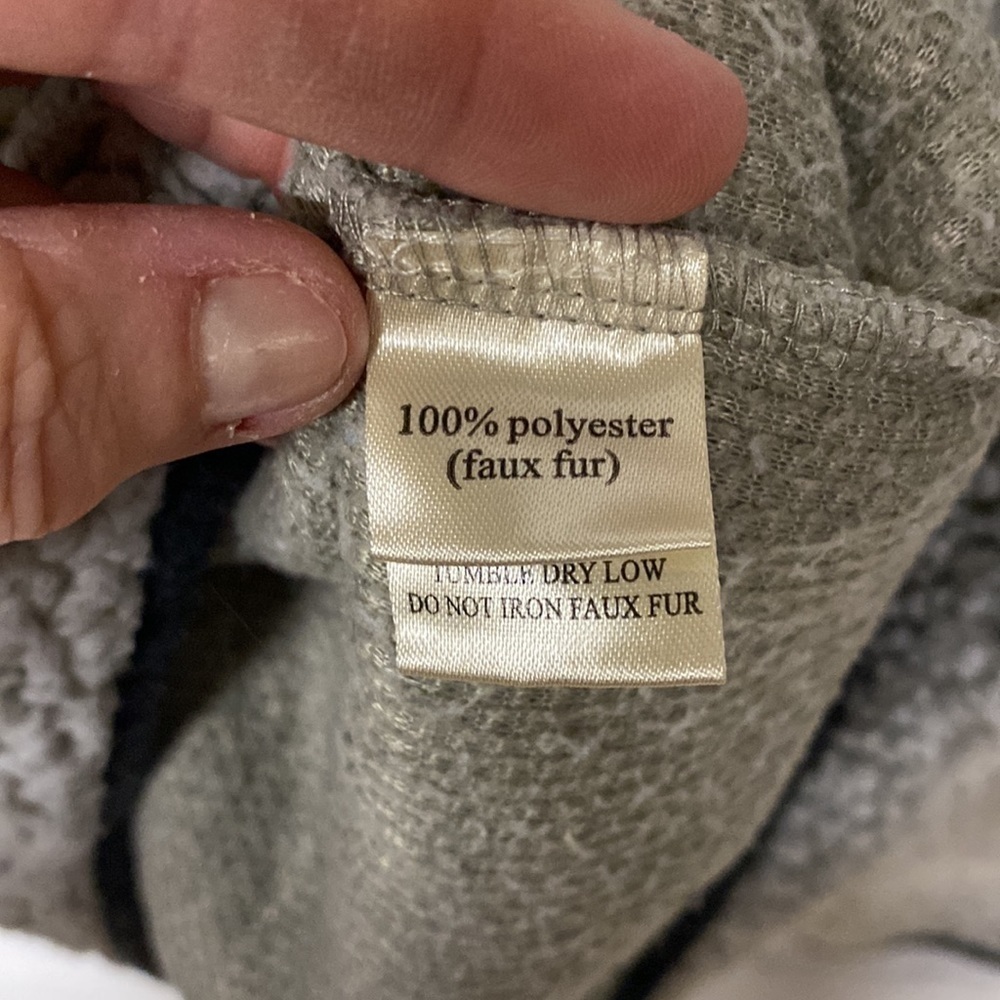 100% polyester
(faux fur)
TUMBLE DRY LOW
DO NOT IRON FAUX FUR